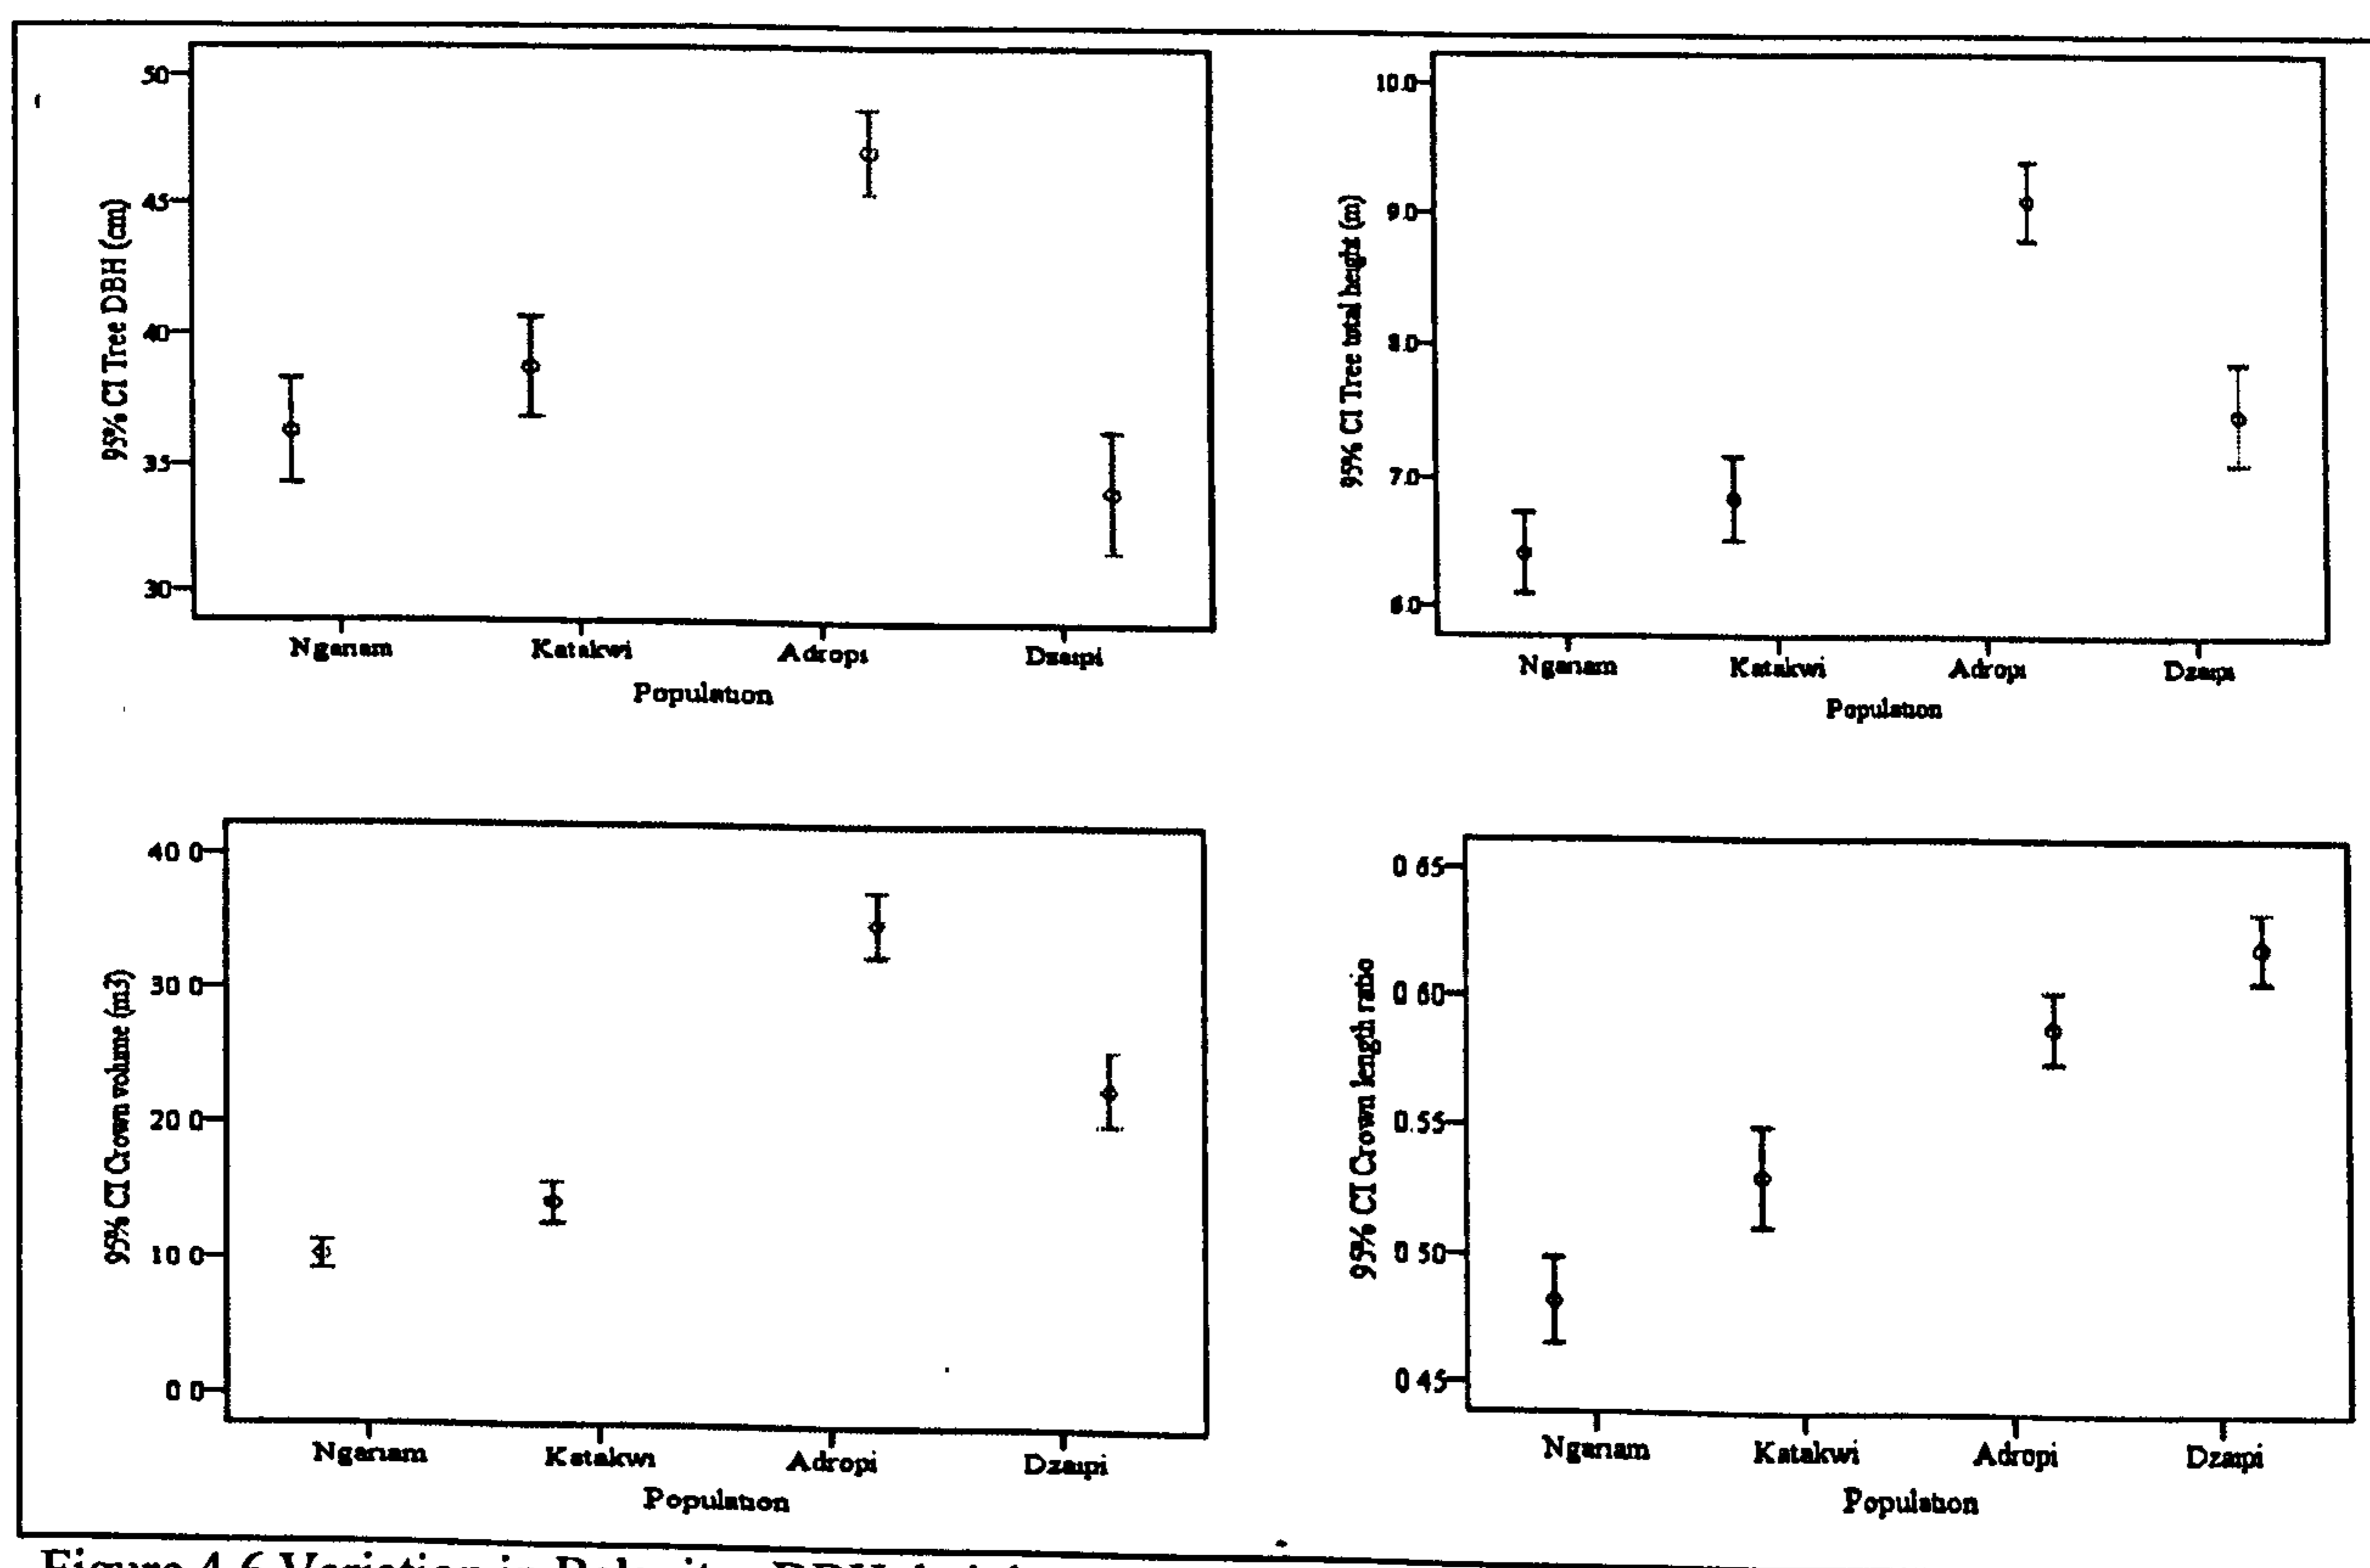 95% CI Tree DBH (cm)
50
45
40
35
30
Nganam
Katakwi
Adropi
Dzaipi
Population
95% CI Tree total height (m)
10.0
9.0
8.0
7.0
6.0
Nganam
Katakwi
Adropi
Dzaipi
Population
95% CI Crown volume (m3)
40 0
30 0
20 0
10 0
0 0
Nganam
Katakwi
Adropi
Dzaipi
Population
95% CI Crown length ratio
0 65
0 60
0.55
0 50
0 45
Nganam
Katakwi
Adropi
Dzaipi
Population
Figure 4.6 Variation in DBH